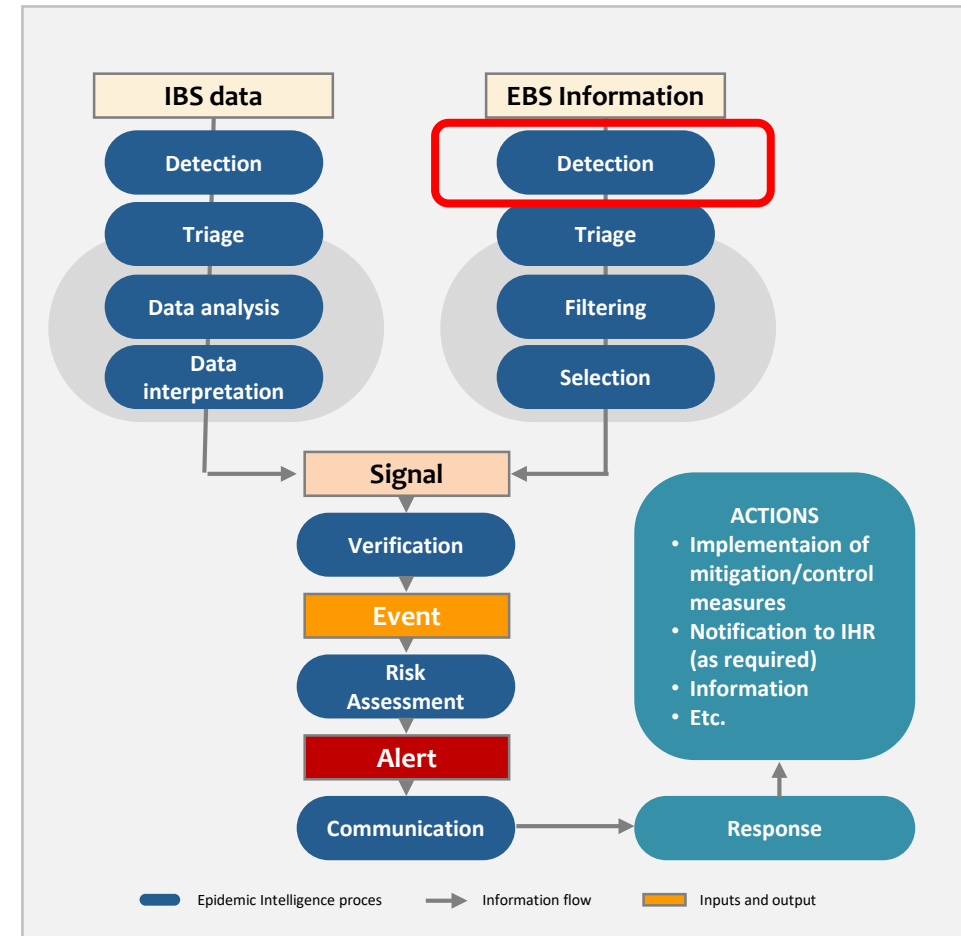 IBS data
EBS Information
Detection
Detection
Triage
Triage
Data analysis
Filtering
Data
interpretation
Selection
Signal
Verification
Event
Risk
Assessment
Alert
Communication
Response
ACTIONS
• Implementaion of
mitigation/control
measures
• Notification to IHR
(as required)
• Information
• Etc.
Epidemic Intelligence proces
Information flow
Inputs and output